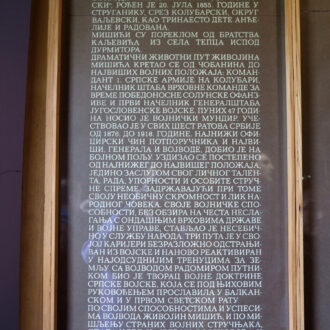 СКИ", РОЂЕН ЈЕ 20. ЈУЛА 1855. ГОДИНЕ У
СТРУГАНИКУ, СРЕЗ КОЛУБАРСКИ, ОКРУГ
ВАЉЕВСКИ, КАО ТРИНАЕСТО ДЕТЕ АНЂЕ-
ЛИЈЕ И РАДОВАНА.
МИШИЋИ СУ ПОРЕКЛОМ ОД БРАТСТВА
КАЉЕВИЋА ИЗ СЕЛА ТЕПЦА ИСПОД
ДУРМИТОРА.
ДРАМАТИЧНИ ЖИВОТНИ ПУТ ЖИВОЈИНА
МИШИЋА КРЕТАО СЕ ОД ЧОБАНИНА ДО
НАЈВИШИХ ВОЈНИХ ПОЛОЖАЈА: КОМАН-
ДАНТ 1. СРПСКЕ АРМИЈЕ НА КОЛУБАРИ,
НАЧЕЛНИК ШТАБА ВРХОВНЕ КОМАНДЕ ЗА
ВРЕМЕ ПОБЕДОНОСНЕ СОЛУНСКЕ ОФАНЗИ-
ВЕ И ПРВИ НАЧЕЛНИК ГЕНЕРАЛШТАБА
ЈУГОСЛОВЕНСКЕ ВОЈСКЕ. ПУНИХ 47 ГОДИ-
НА НОСИО ЈЕ ВОЈНИЧКИ МУНДИР. УЧЕ-
СТВОВАО ЈЕ У СВИХ ШЕСТ РАТОВА СРБИЈЕ
ОД 1876. ДО 1918. ГОДИНЕ. НАЈНИЖИ ОФИ-
ЦИРСКИ ЧИН ПОТПОРУЧНИКА И НАЈВИ-
ШИ, ГЕНЕРАЛА И ВОЈВОДЕ, ДОБИО ЈЕ НА
БОЈНОМ ПОЉУ. УЗДИЗАО СЕ ПОСТЕПЕНО,
ОД НАЈНИЖЕГ ДО НАЈВИШЕГ ПОЛОЖАЈА,
ЈЕДИНО ЗАСЛУГОМ СВОГ ЛИЧНОГ ТАЛЕН-
ТА, РАДА, УПОРНОСТИ И ОСОБИТЕ СТРУЧ-
НЕ СПРЕМЕ, ЗАДРЖАВАЈУЋИ ПРИ ТОМЕ
СВОЈУ НЕОБИЧНУ СКРОМНОСТ И ЛИК НА-
РОДНОГ ЧОВЕКА. СВОЈЕ ВОЈНИЧКЕ СПО-
СОБНОСТИ, БЕЗ ОБЗИРА НА ЧЕСТА НЕСЛА-
ГАЊА С ОНДАШЊИМ ВРХОВИМА ДРЖАВЕ
И ВОЈНЕ УПРАВЕ, СТАВЉАО ЈЕ НЕСЕБИЧ-
НО У СЛУЖБУ НАРОДА. ТРИ ПУТА ЈЕ У СВО-
ЈОЈ КАРИЈЕРИ БЕЗРАЗЛОЖНО ОДСТРАЊИ-
ВАН ИЗ ВОЈСКЕ И НАНОВО РЕАКТИВИРАН
У НАЈОДСУДНИЈИМ ТРЕНУЦИМА ЗА ЗЕ-
МЉУ. СА ВОЈВОДОМ РАДОМИРОМ ПУТНИ-
КОМ БИО ЈЕ ТВОРАЦ ВОЈНЕ ДОКТРИНЕ
СРПСКЕ ВОЈСКЕ, КОЈА СЕ ПОД ЊИХОВИМ
РУКОВОЂЕЊЕМ ПРОСЛАВИЛА У БАЛКАН-
СКОМ И У ПРВОМ СВЕТСКОМ РАТУ.
ПО СВОЈИМ СПОСОБНОСТИМА И УСПЕСИ-
МА ВОЈВОДА ЖИВОЈИН МИШИЋ, И ПО МИ-
ШЉЕЊУ СТРАНИХ ВОЈНИХ СТРУЧЊАКА,